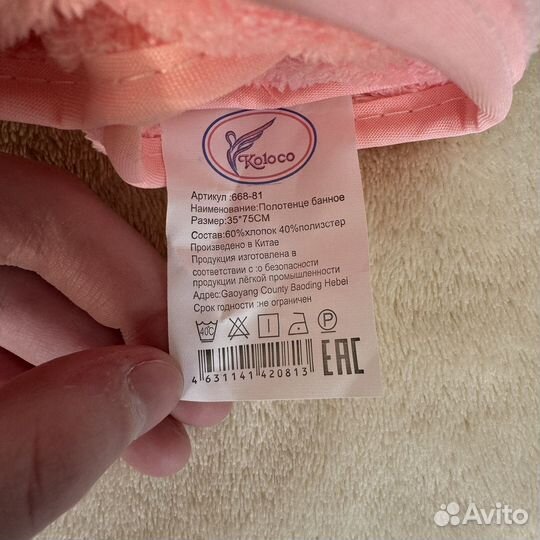 Koloco
Артикул :668-81
Наименование:Полотенце банное
Размер:35*75СМ
Состав:60%хлопок 40%полиэстер
Произведено в Китае
Продукция изготовлена в
соответствии с :о безопасности
продукции лёгкой промышленности
Адрес:Gaoyang County Baoding Hebei
Срок годности :не ограничен
40°C
P
4 631141 420813
EAC
Avito